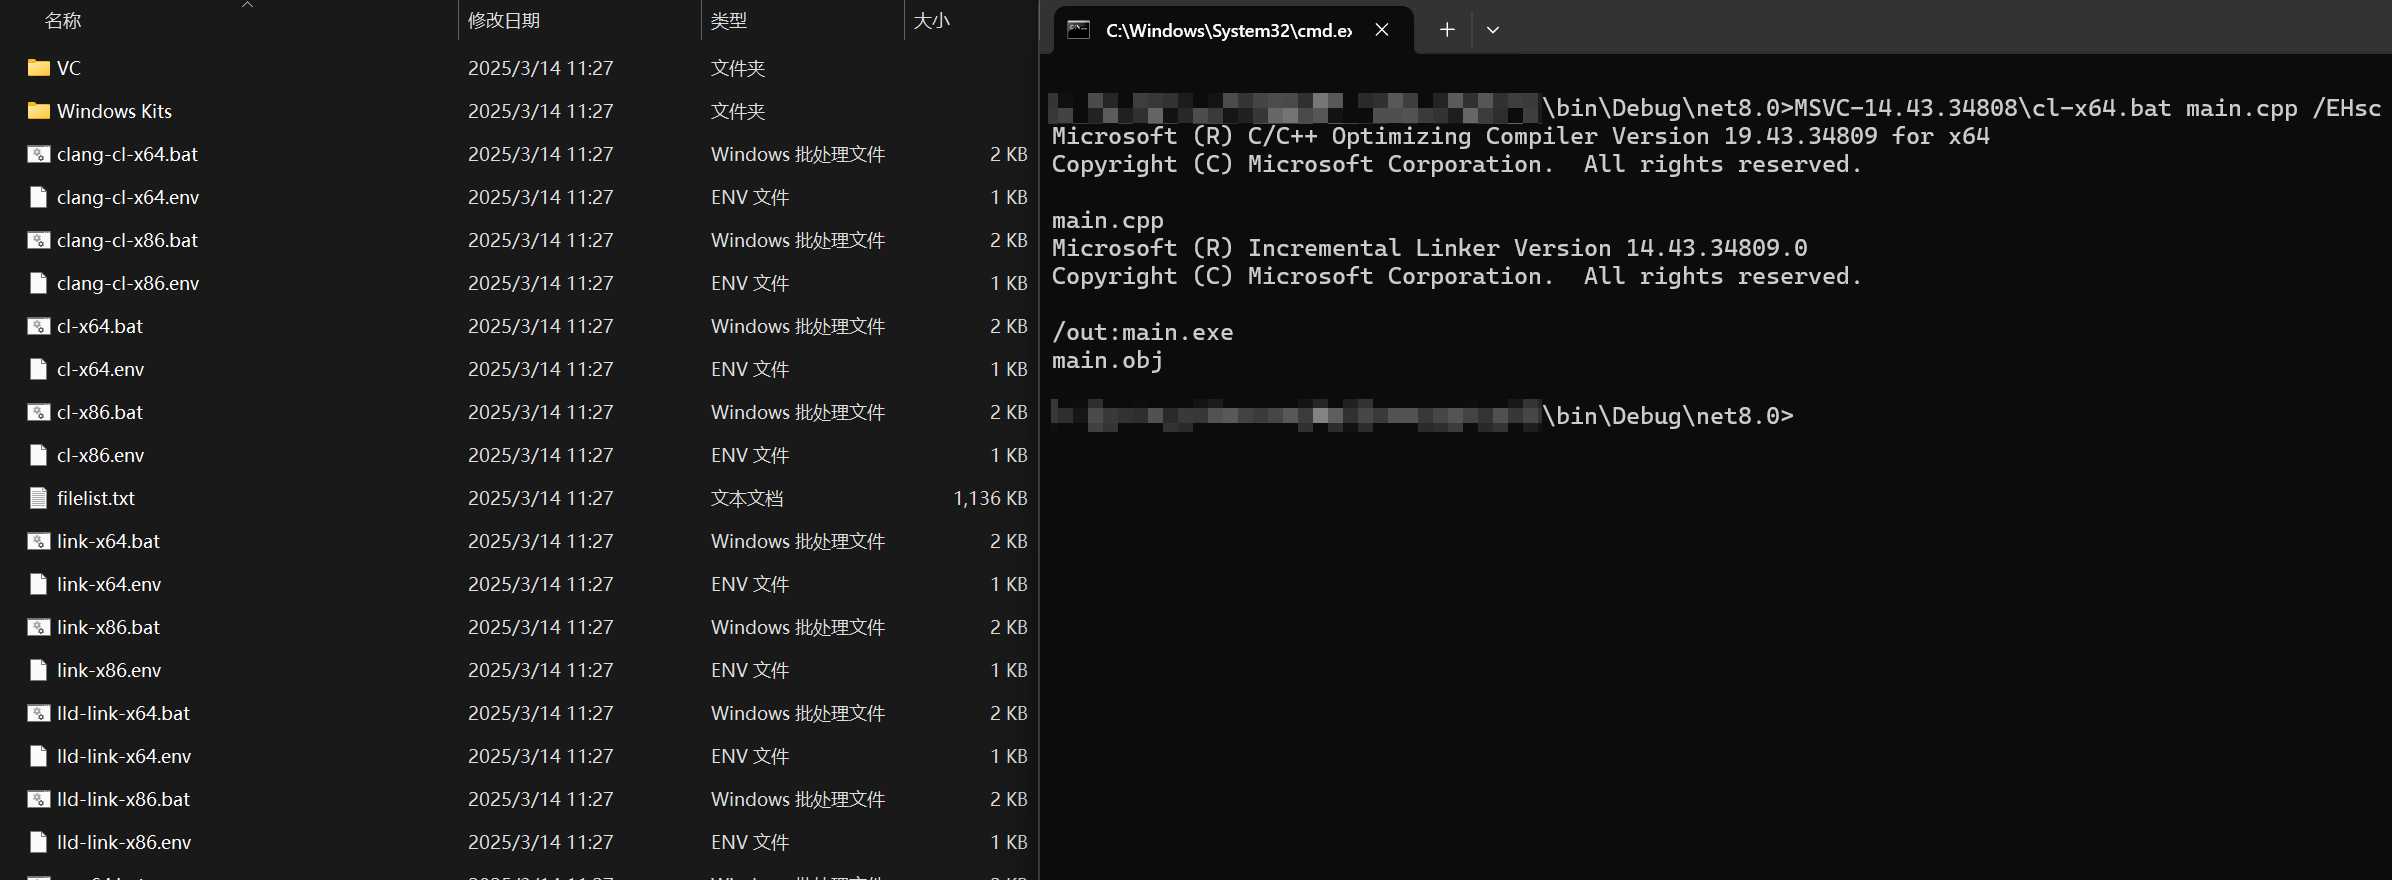 名称 修改日期 类型 大小
VC 2025/3/14 11:27 文件夹
Windows Kits 2025/3/14 11:27 文件夹
clang-cl-x64.bat 2025/3/14 11:27 Windows 批处理文件 2 KB
clang-cl-x64.env 2025/3/14 11:27 ENV 文件 1 KB
clang-cl-x86.bat 2025/3/14 11:27 Windows 批处理文件 2 KB
clang-cl-x86.env 2025/3/14 11:27 ENV 文件 1 KB
cl-x64.bat 2025/3/14 11:27 Windows 批处理文件 2 KB
cl-x64.env 2025/3/14 11:27 ENV 文件 1 KB
cl-x86.bat 2025/3/14 11:27 Windows 批处理文件 2 KB
cl-x86.env 2025/3/14 11:27 ENV 文件 1 KB
filelist.txt 2025/3/14 11:27 文本文档 1,136 KB
link-x64.bat 2025/3/14 11:27 Windows 批处理文件 2 KB
link-x64.env 2025/3/14 11:27 ENV 文件 1 KB
link-x86.bat 2025/3/14 11:27 Windows 批处理文件 2 KB
link-x86.env 2025/3/14 11:27 ENV 文件 1 KB
lld-link-x64.bat 2025/3/14 11:27 Windows 批处理文件 2 KB
lld-link-x64.env 2025/3/14 11:27 ENV 文件 1 KB
lld-link-x86.bat 2025/3/14 11:27 Windows 批处理文件 2 KB
lld-link-x86.env 2025/3/14 11:27 ENV 文件 1 KB
C:\Windows\System32\cmd.ex
\bin\Debug\net8.0>MSVC-14.43.34808\cl-x64.bat main.cpp /EHsc
Microsoft (R) C/C++ Optimizing Compiler Version 19.43.34809 for x64
Copyright (C) Microsoft Corporation.  All rights reserved.
main.cpp
Microsoft (R) Incremental Linker Version 14.43.34809.0
Copyright (C) Microsoft Corporation.  All rights reserved.
/out:main.exe
main.obj
\bin\Debug\net8.0>